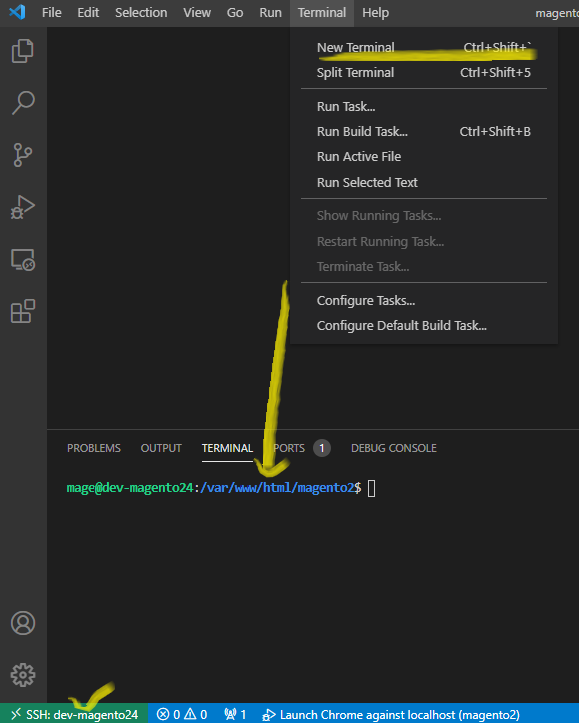 File Edit Selection View Go Run Terminal Help magento
New Terminal Ctrl+Shift+`
Split Terminal Ctrl+Shift+5
Run Task...
Run Build Task... Ctrl+Shift+B
Run Active File
Run Selected Text
Show Running Tasks...
Restart Running Task...
Terminate Task...
Configure Tasks...
Configure Default Build Task...
PROBLEMS OUTPUT TERMINAL PORTS 1 DEBUG CONSOLE
mage@dev-magento24:/var/www/html/magento2$
SSH: dev-magento24 0 0 1 Launch Chrome against localhost (magento2)